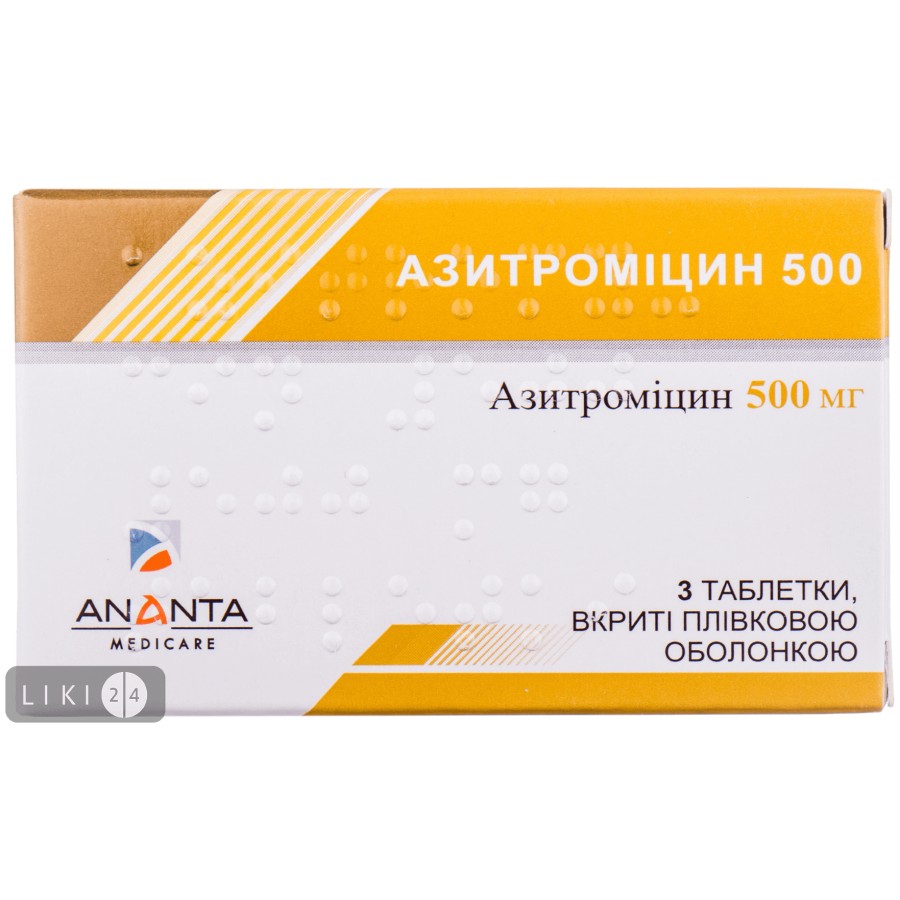 АЗИТРОМІЦИН 500
Азитроміцин 500 мг
3 ТАБЛЕТКИ,
ВКРИТІ ПЛІВКОВОЮ
ОБОЛОНКОЮ
ANANTA
MEDICARE
LIKI 24